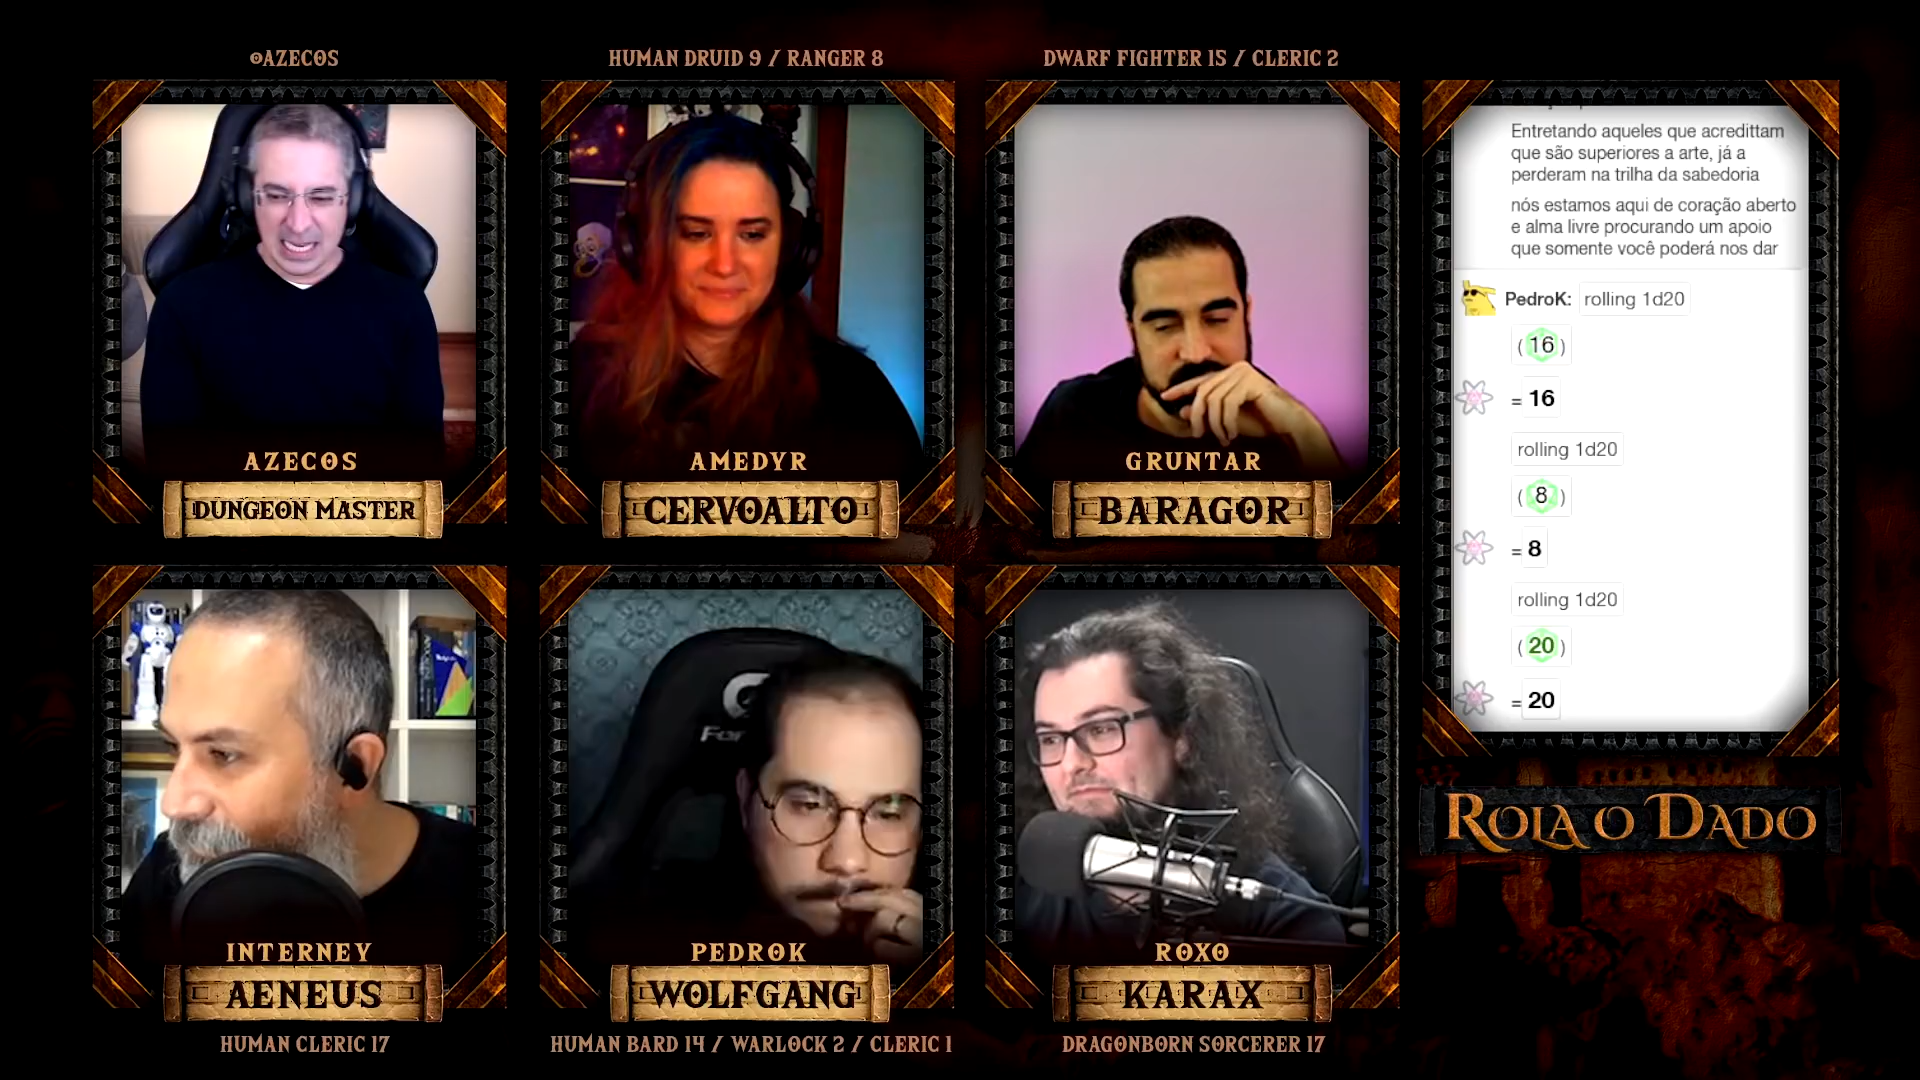 @AZECOS
HUMAN DRUID 9 / RANGER 8
DWARF FIGHTER 15 / CLERIC 2
AZECOS
DUNGEON MASTER
AMEDYR
CERVOALTO
GRUNTAR
BARAGOR
Entretando aqueles que acredittam
que são superiores a arte, já a
perderam na trilha da sabedoria
nós estamos aqui de coração aberto
e alma livre procurando um apoio
que somente você poderá nos dar
PedroK: rolling 1d20
(16)
= 16
rolling 1d20
(8)
= 8
rolling 1d20
(20)
= 20
ROLA O DADO
INTERNEY
AENEUS
HUMAN CLERIC 17
PEDROK
WOLFGANG
HUMAN BARD 14 / WARLOCK 2 / CLERIC 1
ROXO
KARAX
DRAGONBORN SORCERER 17